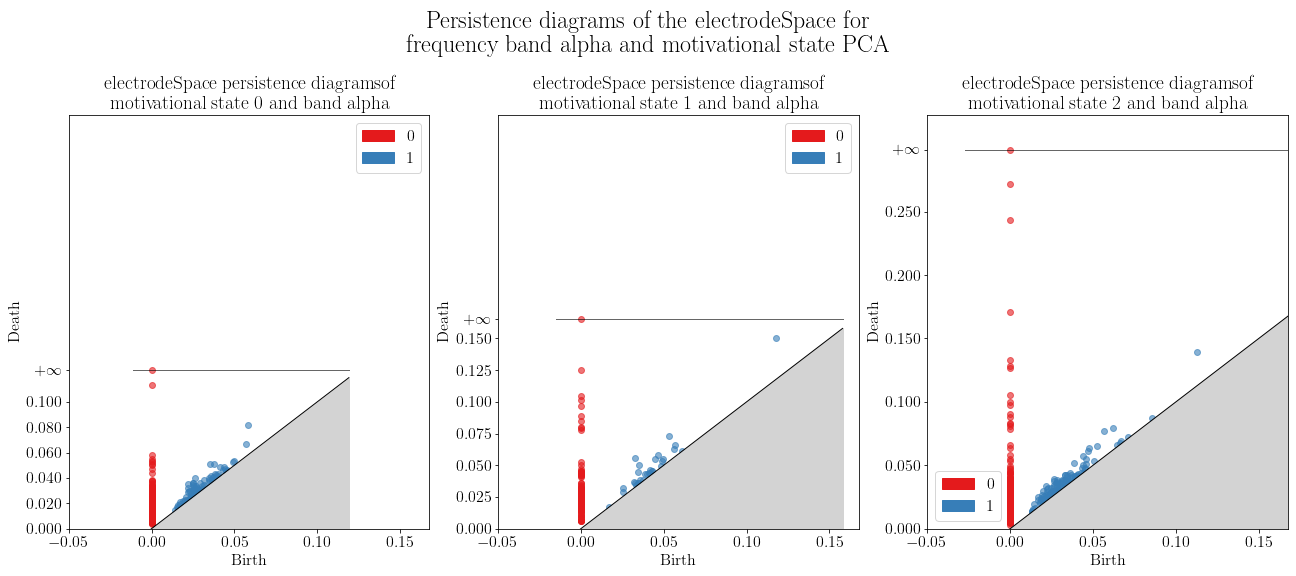 Persistence diagrams of the electrodeSpace for
frequency band alpha and motivational state PCA
electrodeSpace persistence diagramsof
motivational state 0 and band alpha
Death
+∞
0.100
0.080
0.060
0.040
0.020
0.000
−0.05 0.00 0.05 0.10 0.15
Birth
0
1
electrodeSpace persistence diagramsof
motivational state 1 and band alpha
Death
+∞
0.150
0.125
0.100
0.075
0.050
0.025
0.000
−0.05 0.00 0.05 0.10 0.15
Birth
0
1
electrodeSpace persistence diagramsof
motivational state 2 and band alpha
Death
+∞
0.250
0.200
0.150
0.100
0.050
0.000
−0.05 0.00 0.05 0.10 0.15
Birth
0
1